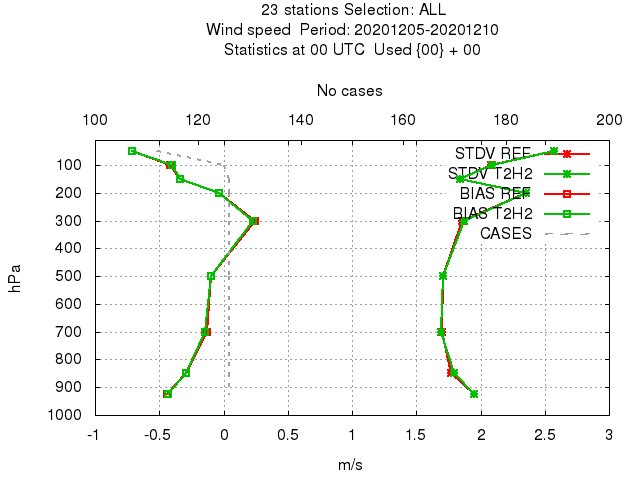 23 stations Selection: ALL
Wind speed  Period: 20201205-20201210
Statistics at 00 UTC  Used {00} + 00
No cases
100 120 140 160 180 200
STDV REF
STDV T2H2
BIAS REF
BIAS T2H2
CASES
100
200
300
400
500
600
700
800
900
1000
hPa
-1 -0.5 0 0.5 1 1.5 2 2.5 3
m/s